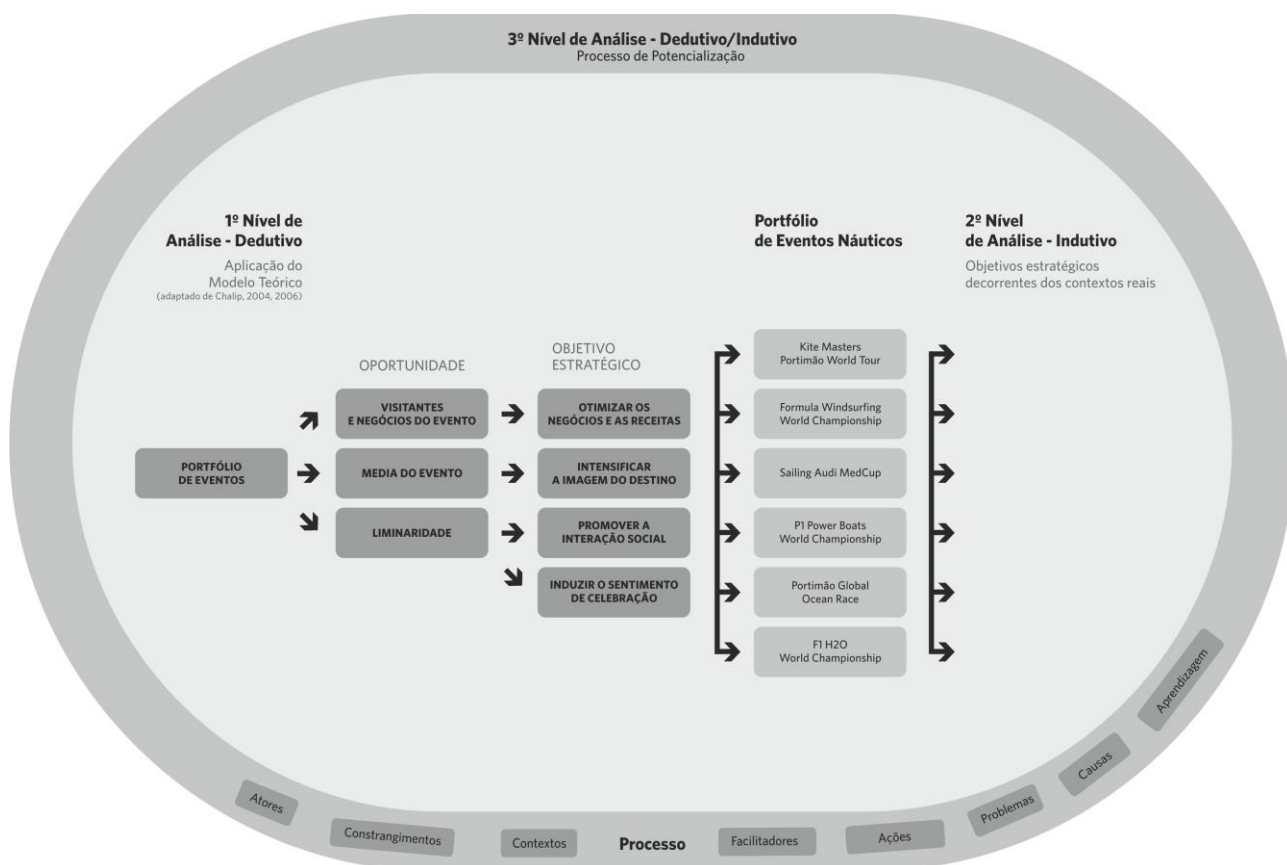 3º Nível de Análise - Dedutivo/Indutivo
Processo de Potencialização
1º Nível de
Análise - Dedutivo
Aplicação do
Modelo Teórico
(adaptado de Chalip, 2004, 2006)
Portfólio
de Eventos Náuticos
2º Nível
de Análise - Indutivo
Objetivos estratégicos
decorrentes dos contextos reais
OPORTUNIDADE
OBJETIVO
ESTRATÉGICO
PORTFÓLIO
DE EVENTOS
VISITANTES
E NEGÓCIOS DO EVENTO
MEDIA DO EVENTO
LIMINARIDADE
OTIMIZAR OS
NEGÓCIOS E AS RECEITAS
INTENSIFICAR
A IMAGEM DO DESTINO
PROMOVER A
INTERAÇÃO SOCIAL
INDUZIR O SENTIMENTO
DE CELEBRAÇÃO
Kite Masters
Portimão World Tour
Formula Windsurfing
World Championship
Sailing Audi MedCup
P1 Power Boats
World Championship
Portimão Global
Ocean Race
F1 H2O
World Championship
Atores
Constrangimentos
Contextos
Processo
Facilitadores
Ações
Problemas
Causas
Aprendizagem